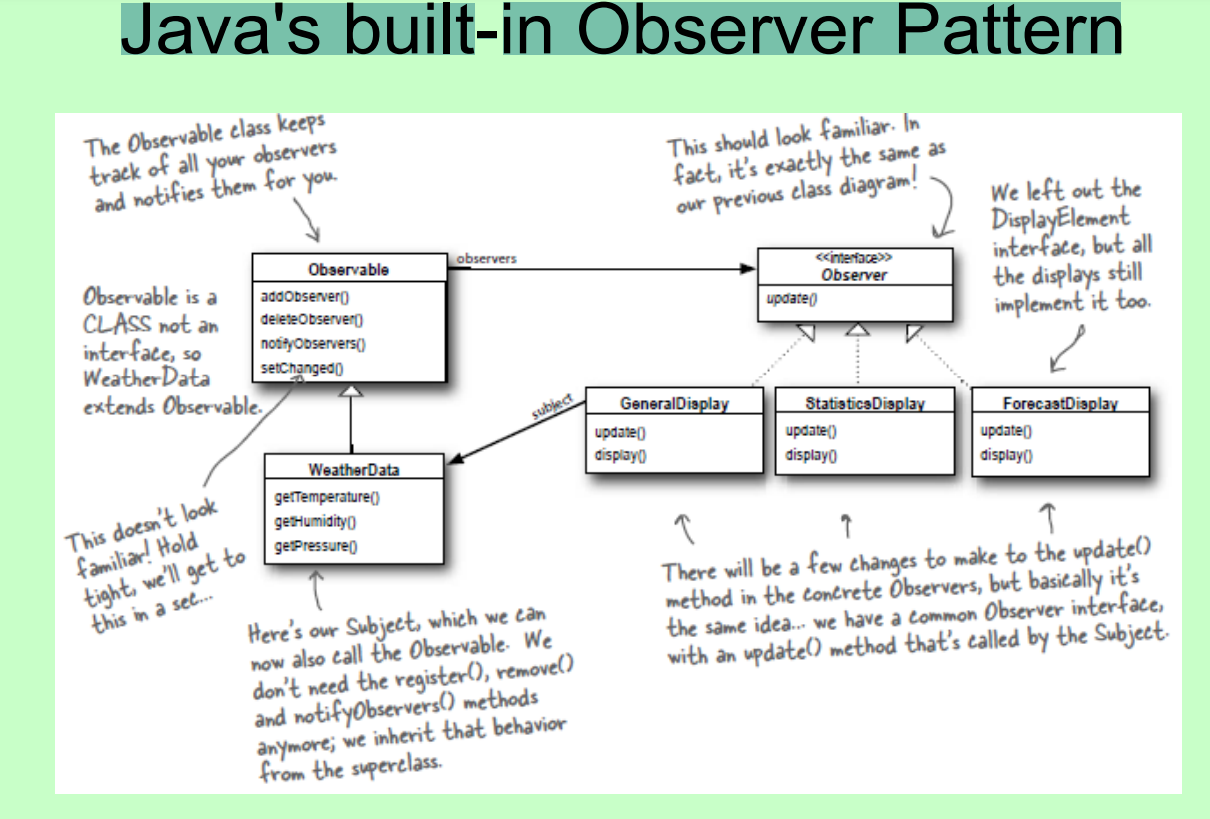 Java's built-in Observer Pattern
The Observable class keeps
track of all your observers
and notifies them for you.
This should look familiar. In
fact, it's exactly the same as
our previous class diagram!
We left out the
DisplayElement
interface, but all
the displays still
implement it too.
Observable is a
CLASS not an
interface, so
WeatherData
extends Observable.
Observable
addObserver()
deleteObserver()
notifyObservers()
setChanged()
observers
<<interface>>
Observer
update()
subject
GeneralDisplay
update()
display()
StatisticsDisplay
update()
display()
ForecastDisplay
update()
display()
WeatherData
getTemperature()
getHumidity()
getPressure()
This doesn't look
familiar! Hold
tight, we'll get to
this in a sec...
Here's our Subject, which we can
now also call the Observable. We
don't need the register(), remove()
and notifyObservers() methods
anymore; we inherit that behavior
from the superclass.
There will be a few changes to make to the update()
method in the concrete Observers, but basically it's
the same idea... we have a common Observer interface,
with an update() method that's called by the Subject.